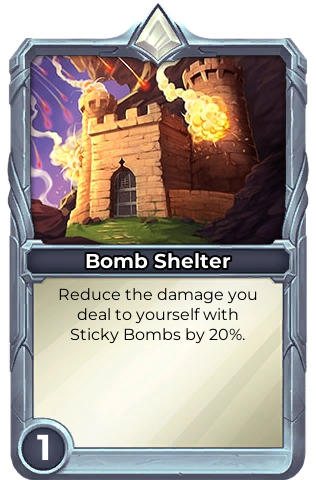 Bomb Shelter
Reduce the damage you
deal to yourself with
Sticky Bombs by 20%.
1